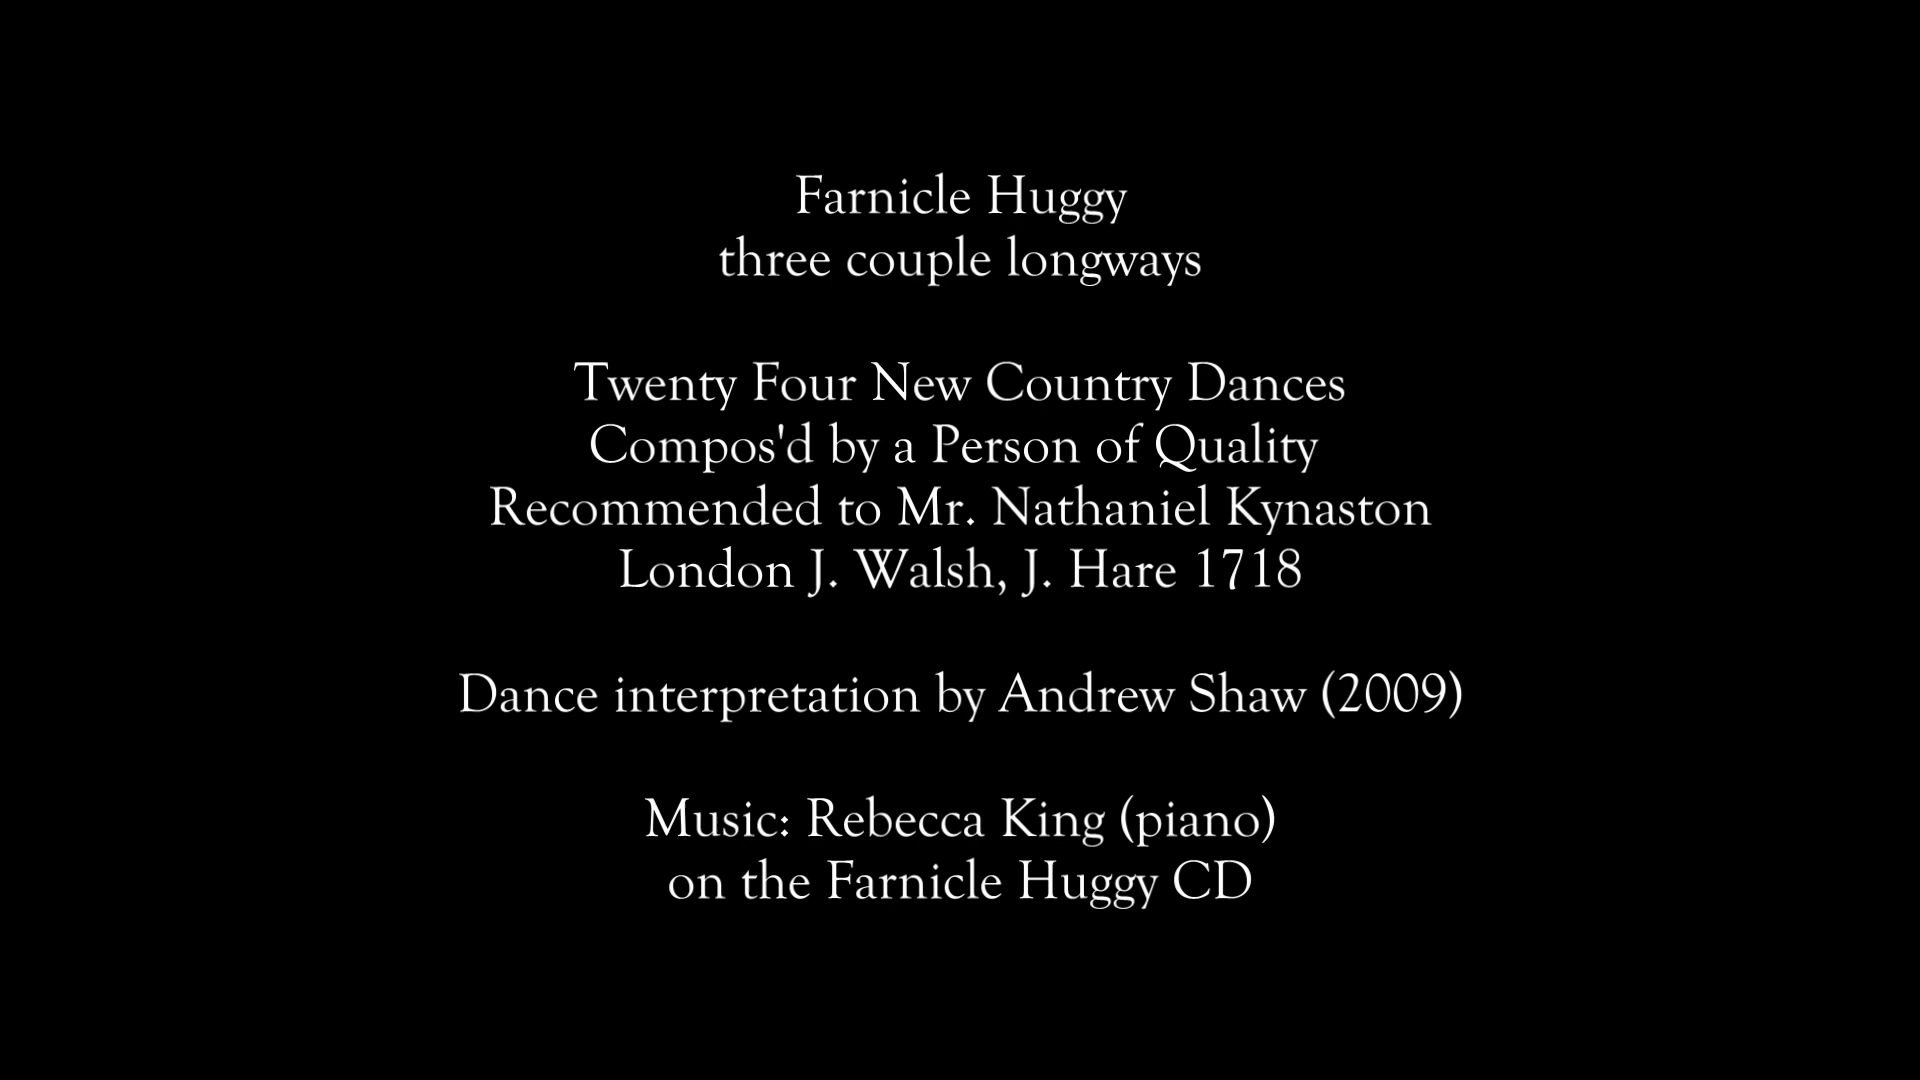 Farnicle Huggy
three couple longways
Twenty Four New Country Dances
Compos'd by a Person of Quality
Recommended to Mr. Nathaniel Kynaston
London J. Walsh, J. Hare 1718
Dance interpretation by Andrew Shaw (2009)
Music: Rebecca King (piano)
on the Farnicle Huggy CD